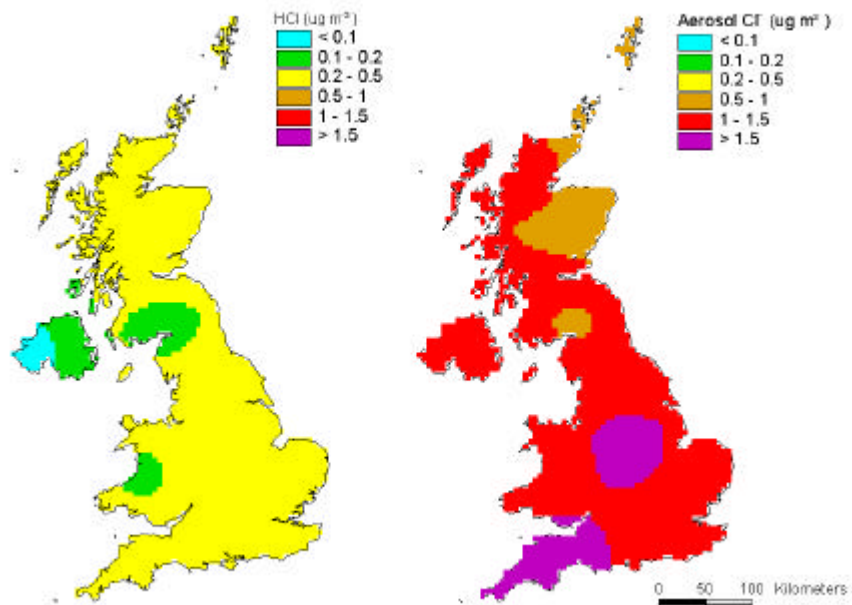 HCl (ug m⁻³)
< 0.1
0.1 - 0.2
0.2 - 0.5
0.5 - 1
1 - 1.5
> 1.5
Aerosol Cl⁻ (ug m⁻³)
< 0.1
0.1 - 0.2
0.2 - 0.5
0.5 - 1
1 - 1.5
> 1.5
0 50 100 Kilometers